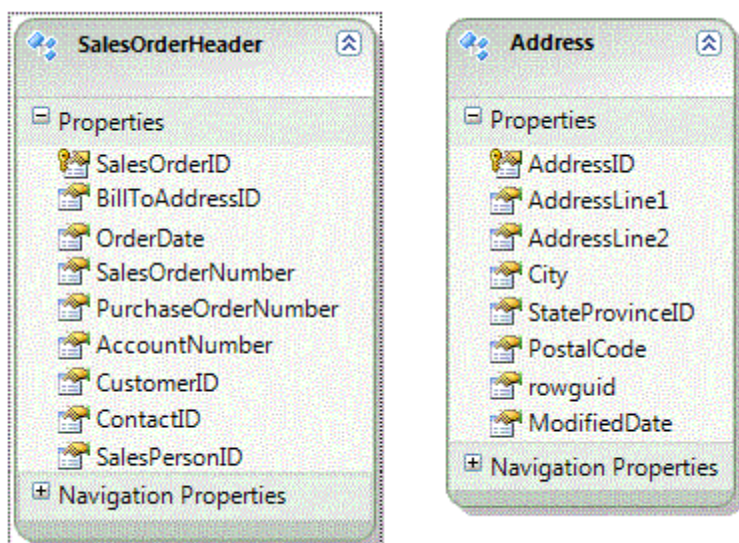 SalesOrderHeader
Properties
SalesOrderID
BillToAddressID
OrderDate
SalesOrderNumber
PurchaseOrderNumber
AccountNumber
CustomerID
ContactID
SalesPersonID
Navigation Properties
Address
Properties
AddressID
AddressLine1
AddressLine2
City
StateProvinceID
PostalCode
rowguid
ModifiedDate
Navigation Properties